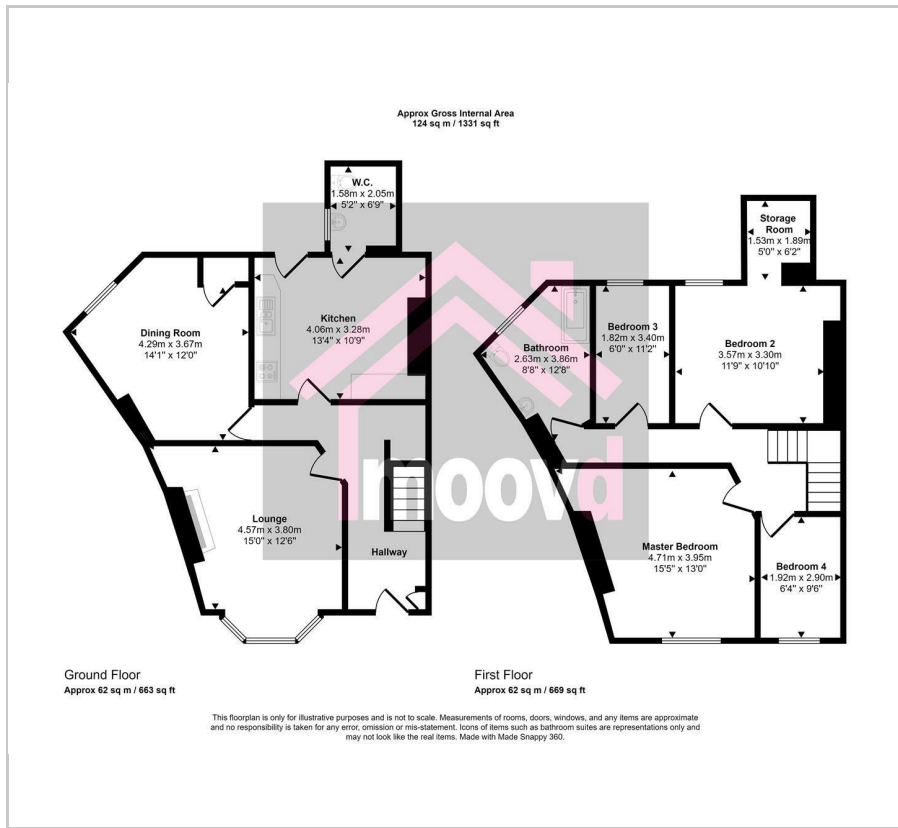 Approx Gross Internal Area
124 sq m / 1331 sq ft
W.C.
1.58m x 2.05m
5'2" x 6'9"
Dining Room
4.29m x 3.67m
14'1" x 12'0"
Kitchen
4.06m x 3.28m
13'4" x 10'9"
Lounge
4.57m x 3.80m
15'0" x 12'6"
Hallway
Storage
Room
1.53m x 1.89m
5'0" x 6'2"
Bathroom
2.63m x 3.86m
8'8" x 12'8"
Bedroom 3
1.82m x 3.40m
6'0" x 11'2"
Bedroom 2
3.57m x 3.30m
11'9" x 10'10"
Master Bedroom
4.71m x 3.95m
15'5" x 13'0"
Bedroom 4
1.92m x 2.90m
6'4" x 9'6"
moovd
Ground Floor
Approx 62 sq m / 663 sq ft
First Floor
Approx 62 sq m / 669 sq ft
This floorplan is only for illustrative purposes and is not to scale. Measurements of rooms, doors, windows, and any items are approximate
and no responsibility is taken for any error, omission or mis-statement. Icons of items such as bathroom suites are representations only and
may not look like the real items. Made with Made Snappy 360.